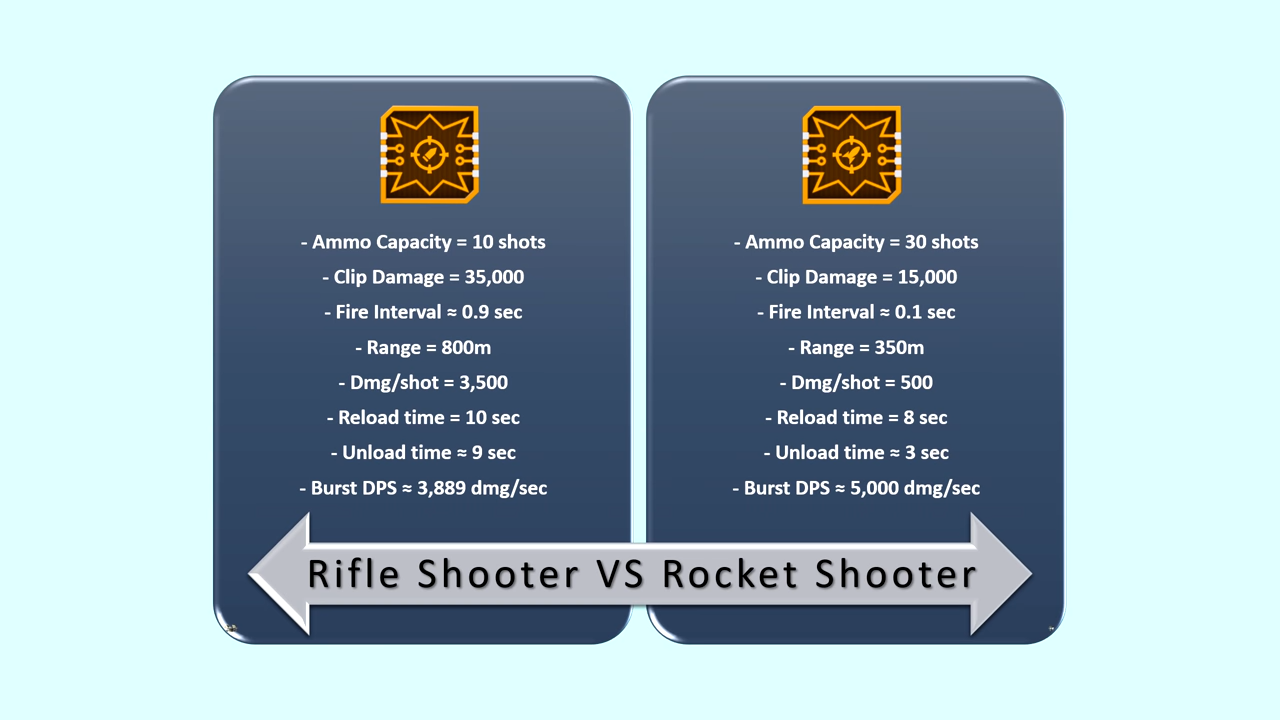 - Ammo Capacity = 10 shots
- Clip Damage = 35,000
- Fire Interval ≈ 0.9 sec
- Range = 800m
- Dmg/shot = 3,500
- Reload time = 10 sec
- Unload time ≈ 9 sec
- Burst DPS ≈ 3,889 dmg/sec
- Ammo Capacity = 30 shots
- Clip Damage = 15,000
- Fire Interval ≈ 0.1 sec
- Range = 350m
- Dmg/shot = 500
- Reload time = 8 sec
- Unload time ≈ 3 sec
- Burst DPS ≈ 5,000 dmg/sec
Rifle Shooter VS Rocket Shooter